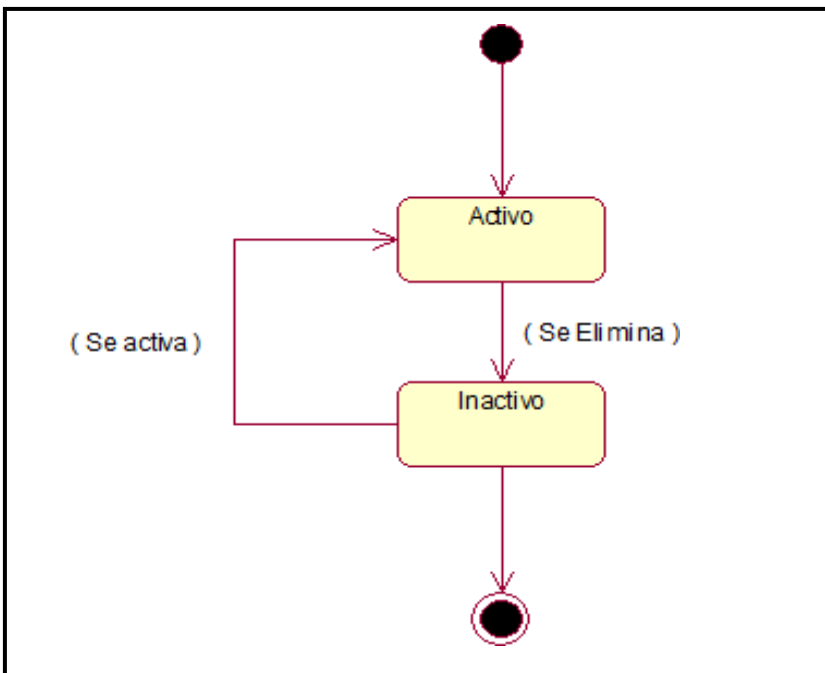 Activo
( Se activa )
( Se Elimina )
Inactivo